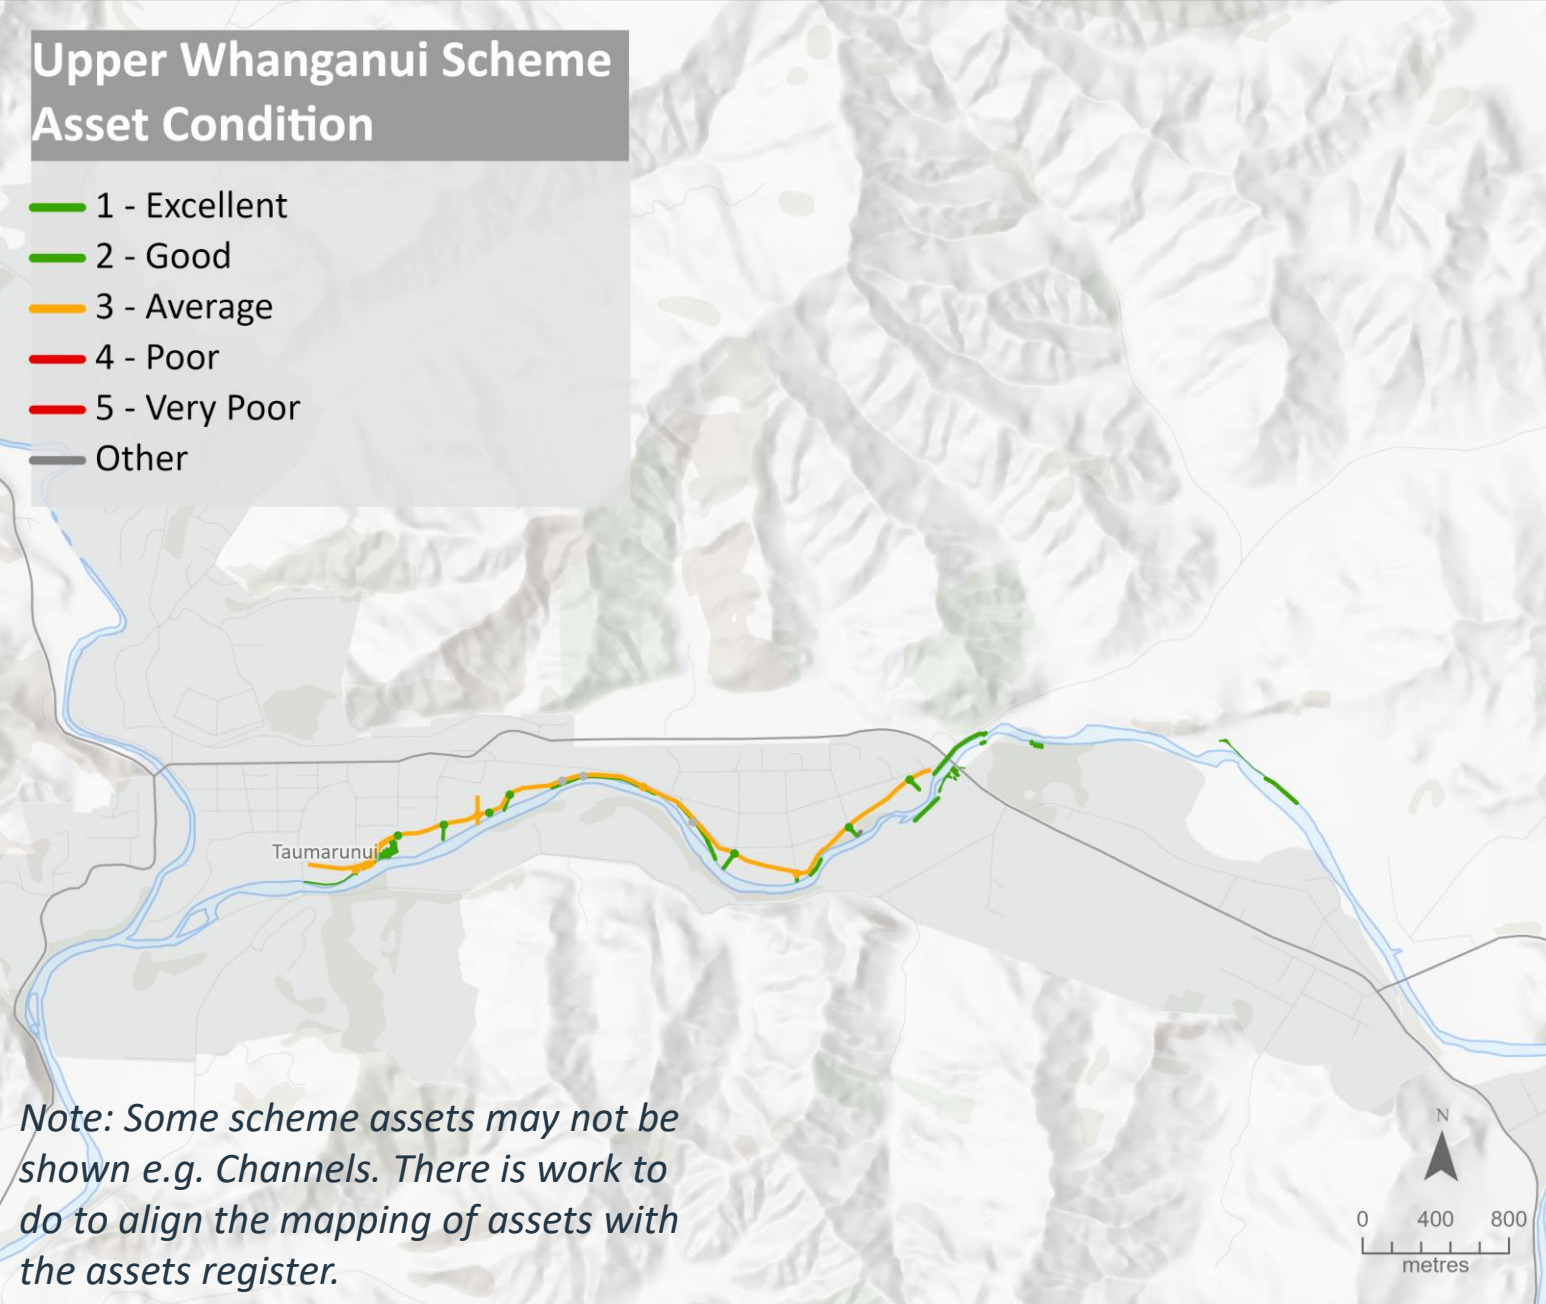 Upper Whanganui Scheme
Asset Condition
1 - Excellent
2 - Good
3 - Average
4 - Poor
5 - Very Poor
Other
Taumarunui
Note: Some scheme assets may not be
shown e.g. Channels. There is work to
do to align the mapping of assets with
the assets register.
N
0 400 800
metres